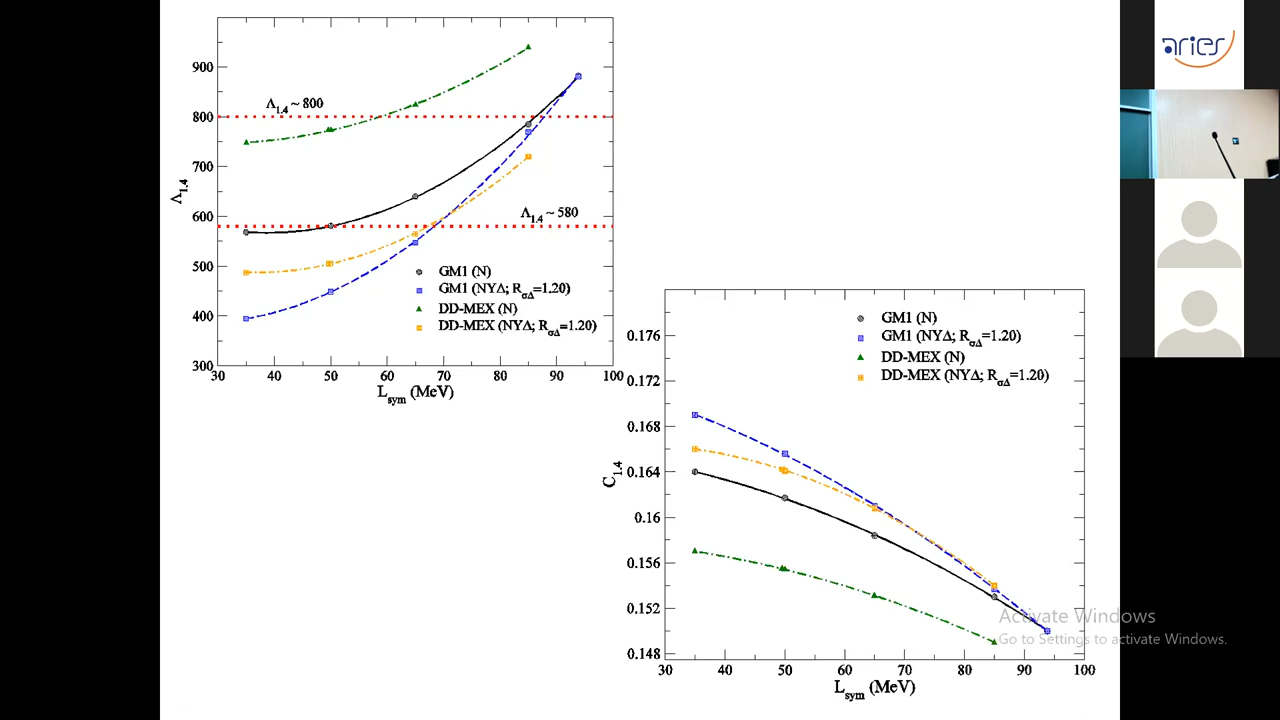 900
800
700
600
500
400
300
Λ1.4
Λ1.4 ~ 800
Λ1.4 ~ 580
GM1 (N)
GM1 (NYΔ; RσΔ=1.20)
DD-MEX (N)
DD-MEX (NYΔ; RσΔ=1.20)
30 40 50 60 70 80 90 100
Lsym (MeV)
0.176
0.172
0.168
0.164
0.16
0.156
0.152
0.148
C1.4
GM1 (N)
GM1 (NYΔ; RσΔ=1.20)
DD-MEX (N)
DD-MEX (NYΔ; RσΔ=1.20)
30 40 50 60 70 80 90 100
Lsym (MeV)
aries
Activate Windows
Go to Settings to activate Windows.